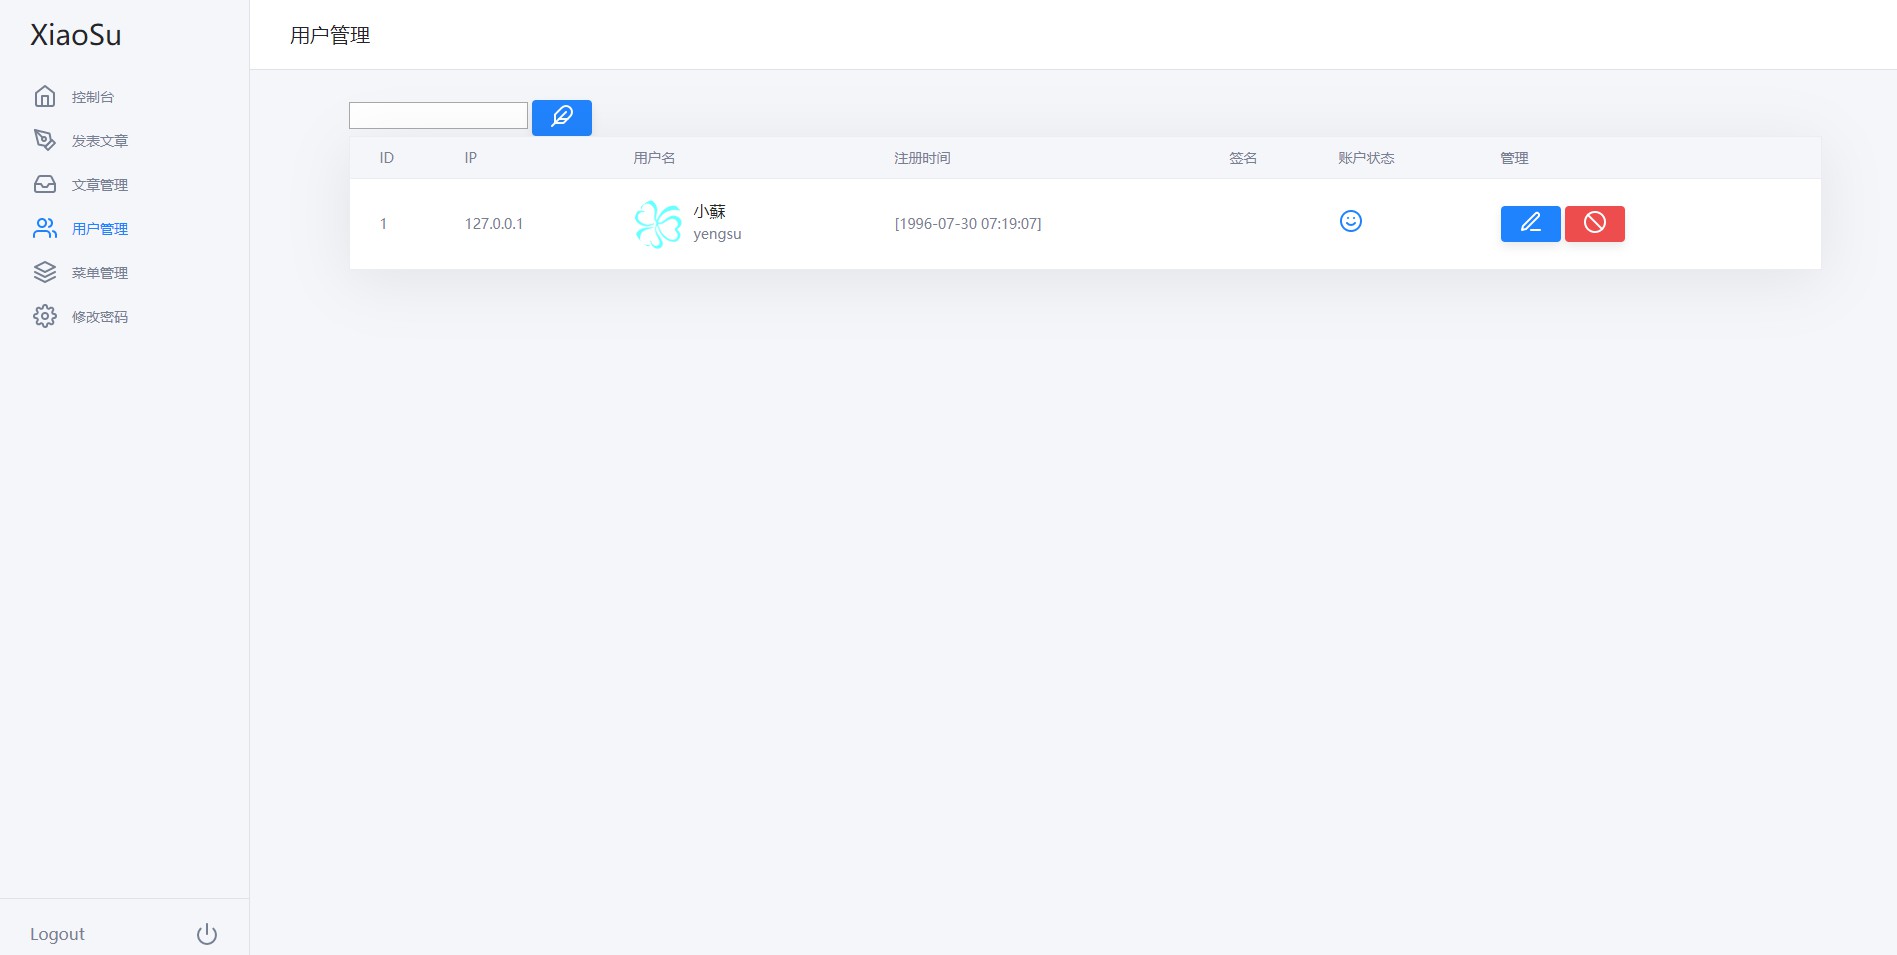 XiaoSu
控制台
发表文章
文章管理
用户管理
菜单管理
修改密码
Logout
用户管理
ID IP 用户名 注册时间 签名 账户状态 管理
1 127.0.0.1 小蘇 [1996-07-30 07:19:07]
yengsu